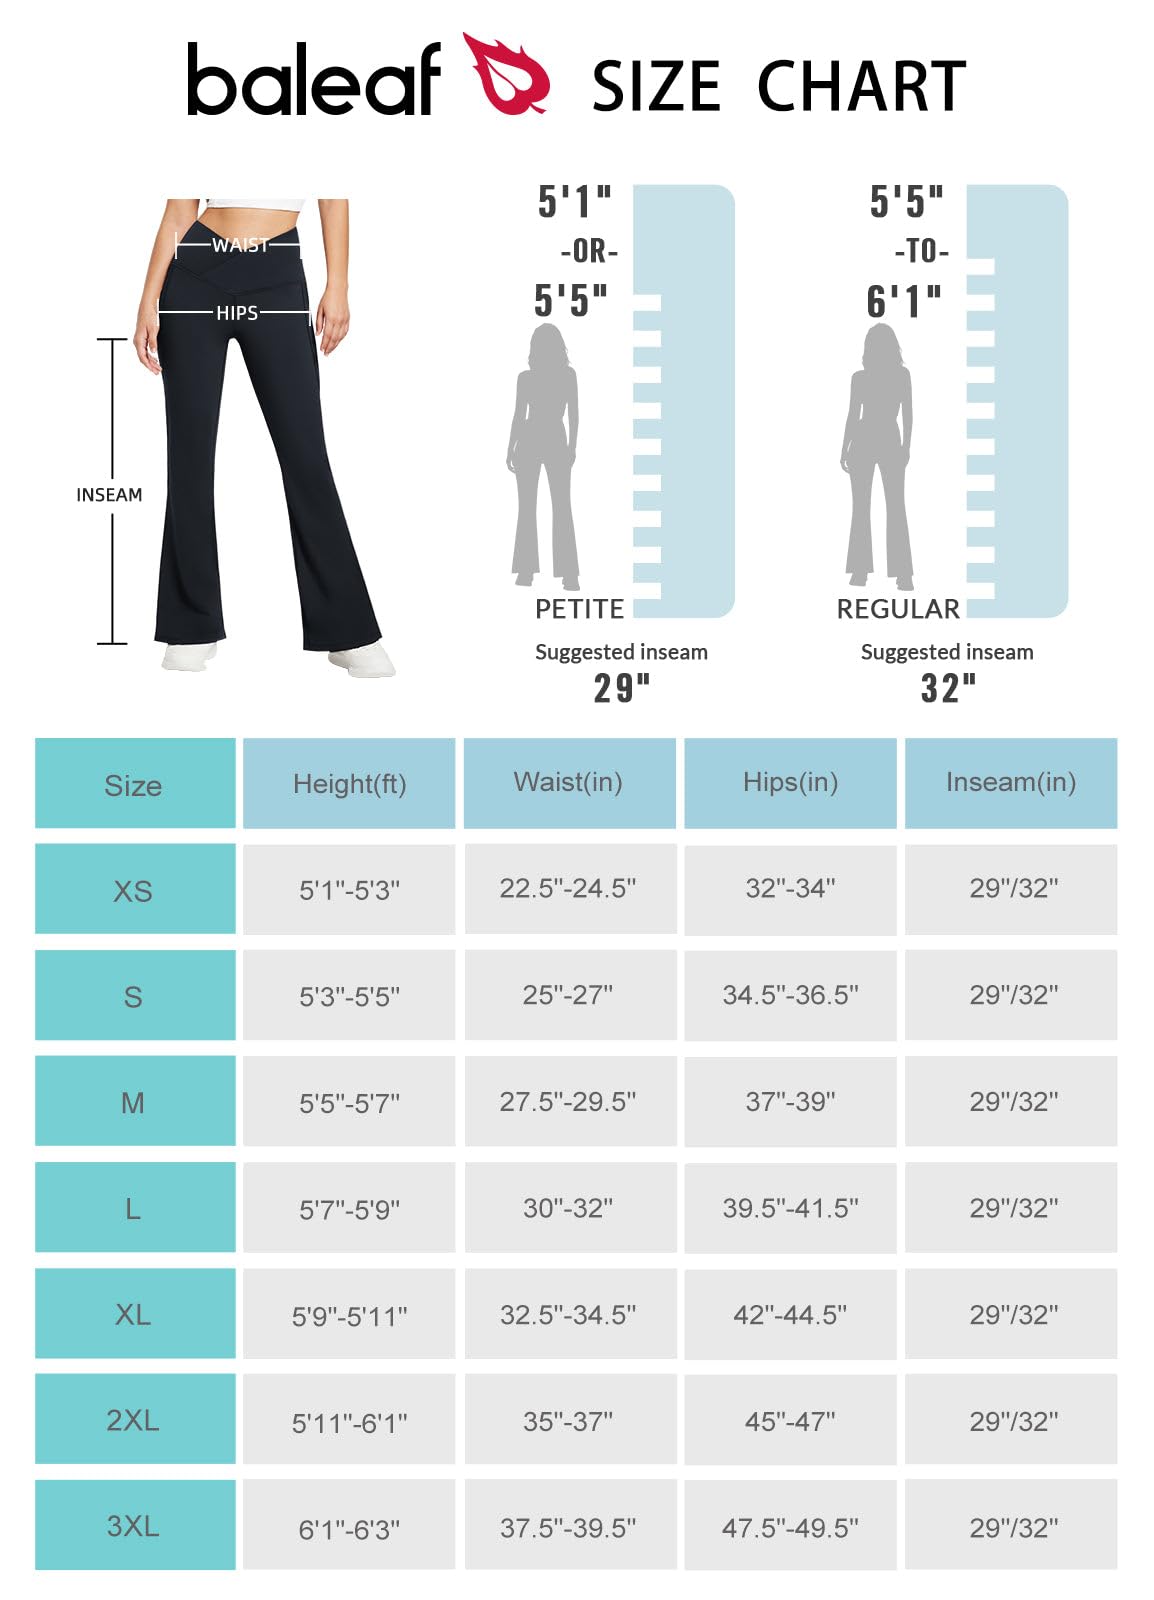 baleaf SIZE CHART
WAIST
HIPS
INSEAM
5'1"
-OR-
5'5"
PETITE
Suggested inseam
29"
5'5"
-TO-
6'1"
REGULAR
Suggested inseam
32"
Size Height(ft) Waist(in) Hips(in) Inseam(in)
XS 5'1"-5'3" 22.5"-24.5" 32"-34" 29"/32"
S 5'3"-5'5" 25"-27" 34.5"-36.5" 29"/32"
M 5'5"-5'7" 27.5"-29.5" 37"-39" 29"/32"
L 5'7"-5'9" 30"-32" 39.5"-41.5" 29"/32"
XL 5'9"-5'11" 32.5"-34.5" 42"-44.5" 29"/32"
2XL 5'11"-6'1" 35"-37" 45"-47" 29"/32"
3XL 6'1"-6'3" 37.5"-39.5" 47.5"-49.5" 29"/32"